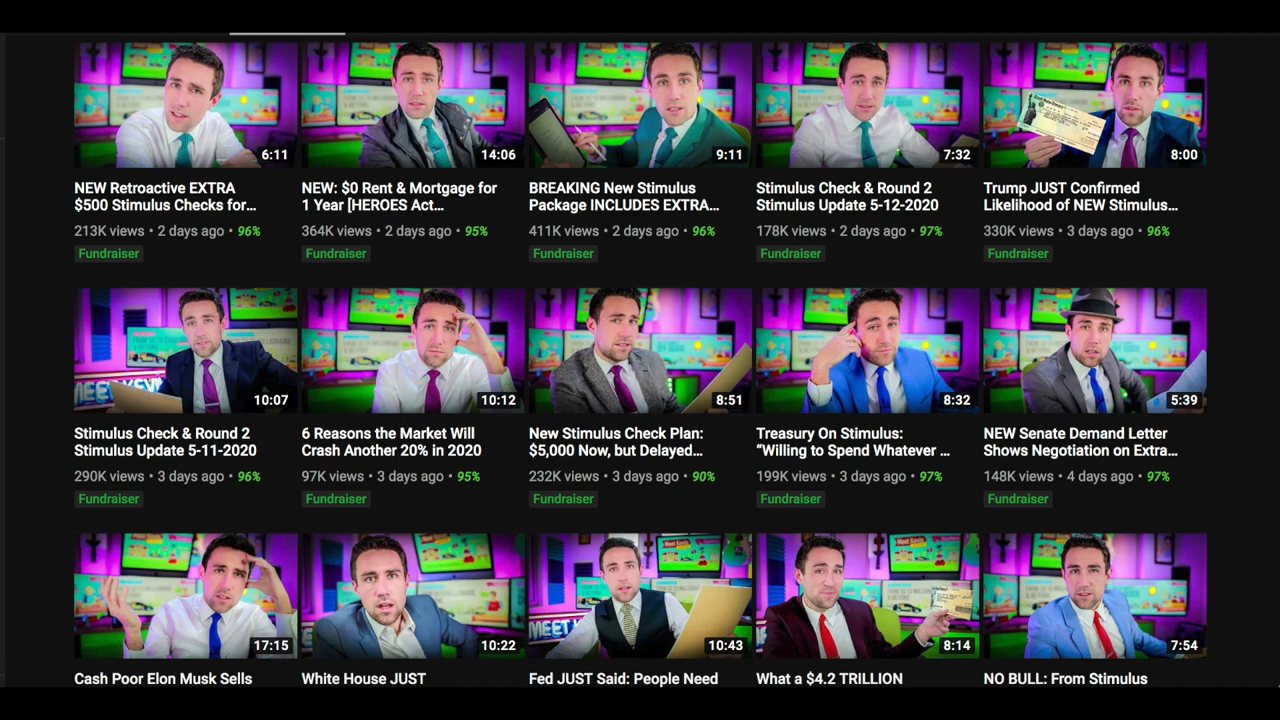 6:11
14:06
9:11
7:32
8:00
NEW Retroactive EXTRA
$500 Stimulus Checks for...
213K views • 2 days ago • 96%
Fundraiser
NEW: $0 Rent & Mortgage for
1 Year [HEROES Act...
364K views • 2 days ago • 95%
Fundraiser
BREAKING New Stimulus
Package INCLUDES EXTRA...
411K views • 2 days ago • 96%
Fundraiser
Stimulus Check & Round 2
Stimulus Update 5-12-2020
178K views • 2 days ago • 97%
Fundraiser
Trump JUST Confirmed
Likelihood of NEW Stimulus...
330K views • 3 days ago • 96%
Fundraiser
MEET KEVIN
10:07
10:12
8:51
8:32
5:39
Stimulus Check & Round 2
Stimulus Update 5-11-2020
290K views • 3 days ago • 96%
Fundraiser
6 Reasons the Market Will
Crash Another 20% in 2020
97K views • 3 days ago • 95%
Fundraiser
New Stimulus Check Plan:
$5,000 Now, but Delayed...
232K views • 3 days ago • 90%
Fundraiser
Treasury On Stimulus:
“Willing to Spend Whatever ...
199K views • 3 days ago • 97%
Fundraiser
NEW Senate Demand Letter
Shows Negotiation on Extra...
148K views • 4 days ago • 97%
Fundraiser
17:15
10:22
MEET
10:43
8:14
7:54
Cash Poor Elon Musk Sells
White House JUST
Fed JUST Said: People Need
What a $4.2 TRILLION
NO BULL: From Stimulus